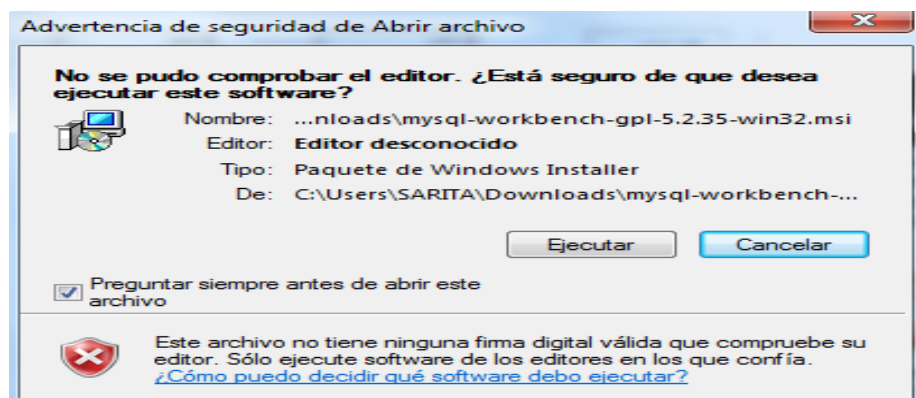 Advertencia de seguridad de Abrir archivo
No se pudo comprobar el editor. ¿Está seguro de que desea
ejecutar este software?
Nombre: ...nloads\mysql-workbench-gpl-5.2.35-win32.msi
Editor: Editor desconocido
Tipo: Paquete de Windows Installer
De: C:\Users\SARITA\Downloads\mysql-workbench-...
Ejecutar Cancelar
Preguntar siempre antes de abrir este
archivo
Este archivo no tiene ninguna firma digital válida que compruebe su
editor. Sólo ejecute software de los editores en los que confía.
¿Cómo puedo decidir qué software debo ejecutar?